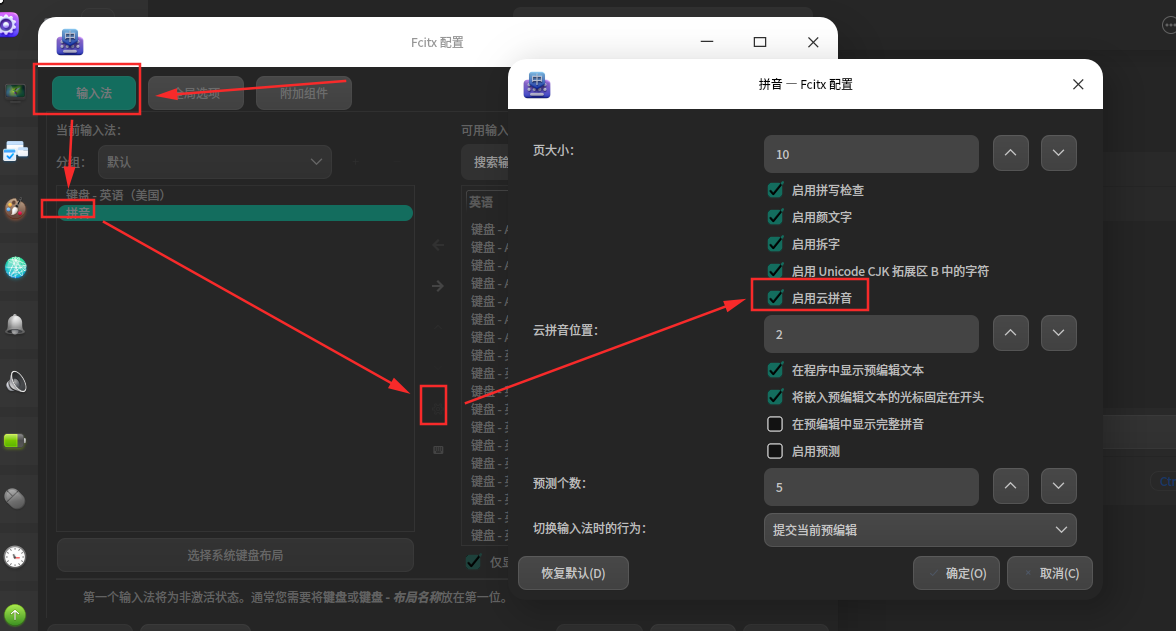 Fcitx 配置
输入法
全局选项
附加组件
当前输入法:
分组:
默认
键盘 - 英语（美国）
拼音
可用输入
搜索输
英语
键盘 - A
键盘 - A
键盘 - A
键盘 - A
键盘 - A
键盘 - A
键盘 - A
键盘 - 英
键盘 - 英
键盘 - 英
键盘 - 英
键盘 - 英
键盘 - 英
键盘 - 英
键盘 - 英
键盘 - 英
键盘 - 英
键盘 - 英
仅显
选择系统键盘布局
第一个输入法将为非激活状态。通常您需要将键盘或键盘 - 布局名称放在第一位。
拼音 — Fcitx 配置
页大小:
10
启用拼写检查
启用颜文字
启用拆字
启用 Unicode CJK 拓展区 B 中的字符
启用云拼音
云拼音位置:
2
在程序中显示预编辑文本
将嵌入预编辑文本的光标固定在开头
在预编辑中显示完整拼音
启用预测
预测个数:
5
切换输入法时的行为:
提交当前预编辑
恢复默认(D)
确定(O)
取消(C)
Ctr